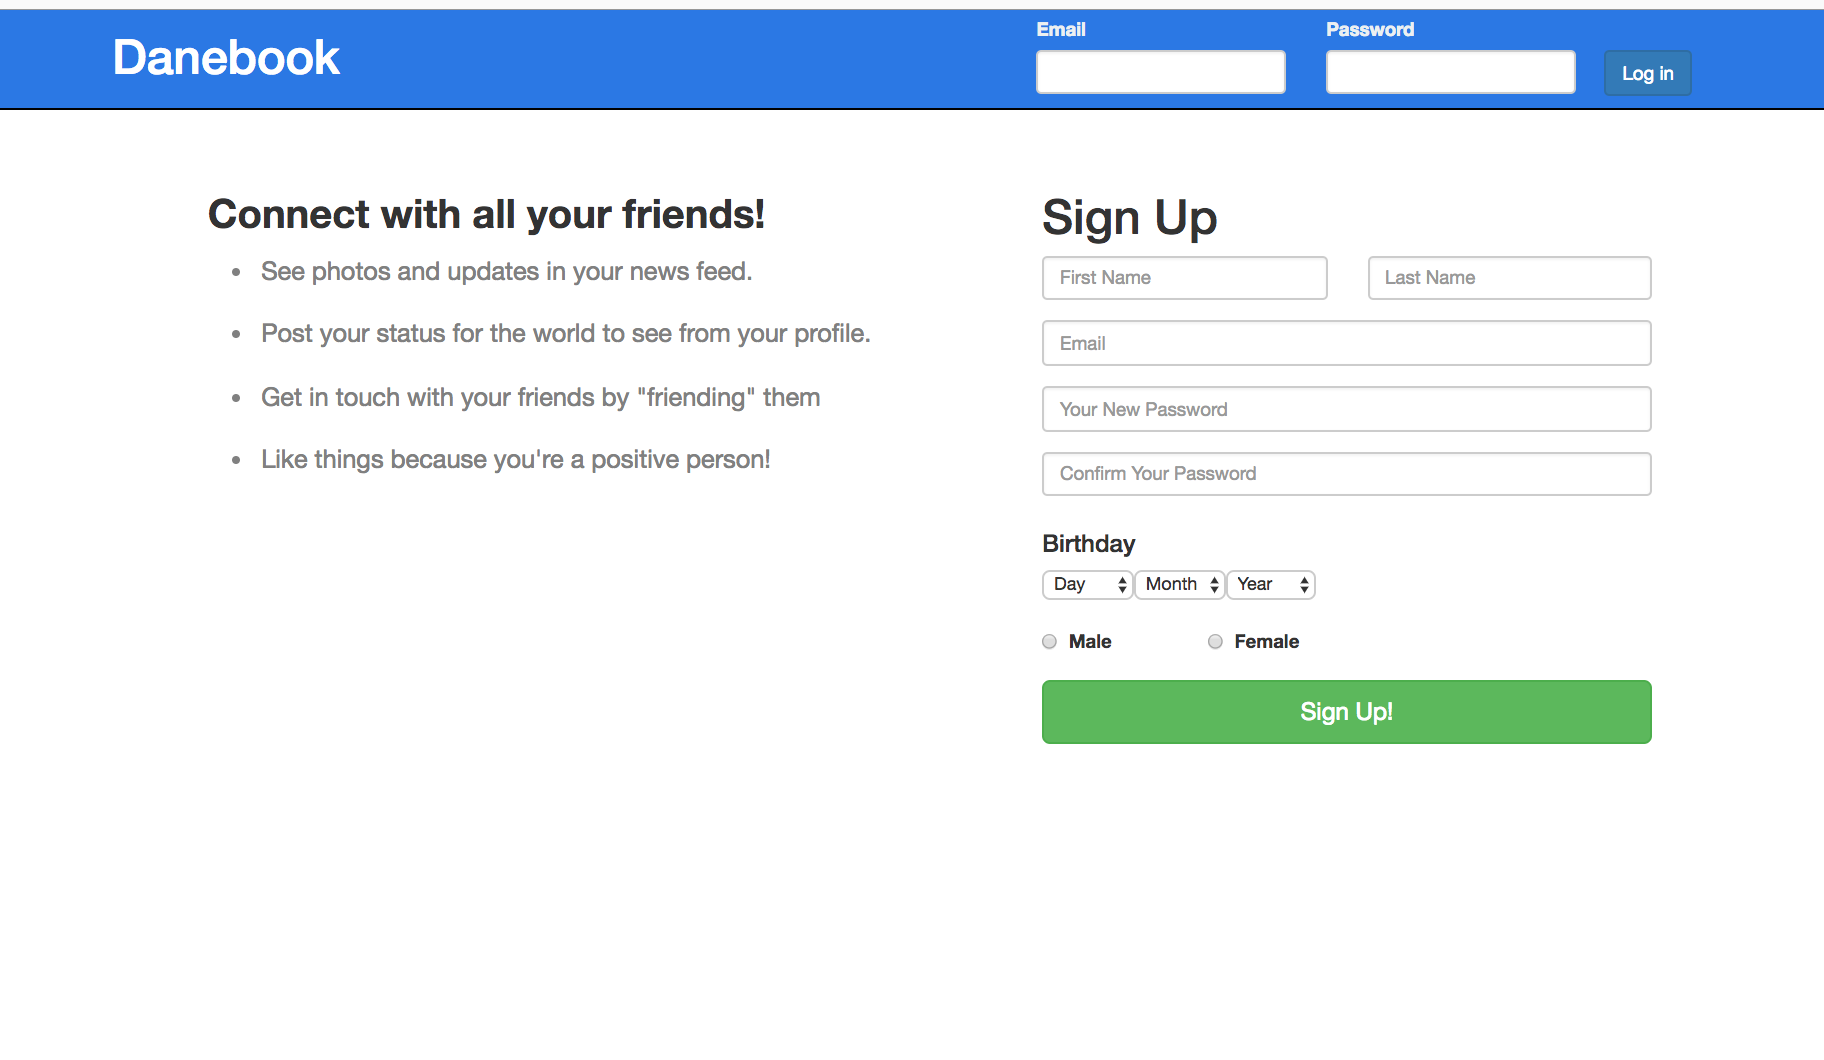 Danebook
Email
Password
Log in
Connect with all your friends!
• See photos and updates in your news feed.
• Post your status for the world to see from your profile.
• Get in touch with your friends by "friending" them
• Like things because you're a positive person!
Sign Up
First Name
Last Name
Email
Your New Password
Confirm Your Password
Birthday
Day Month Year
Male Female
Sign Up!